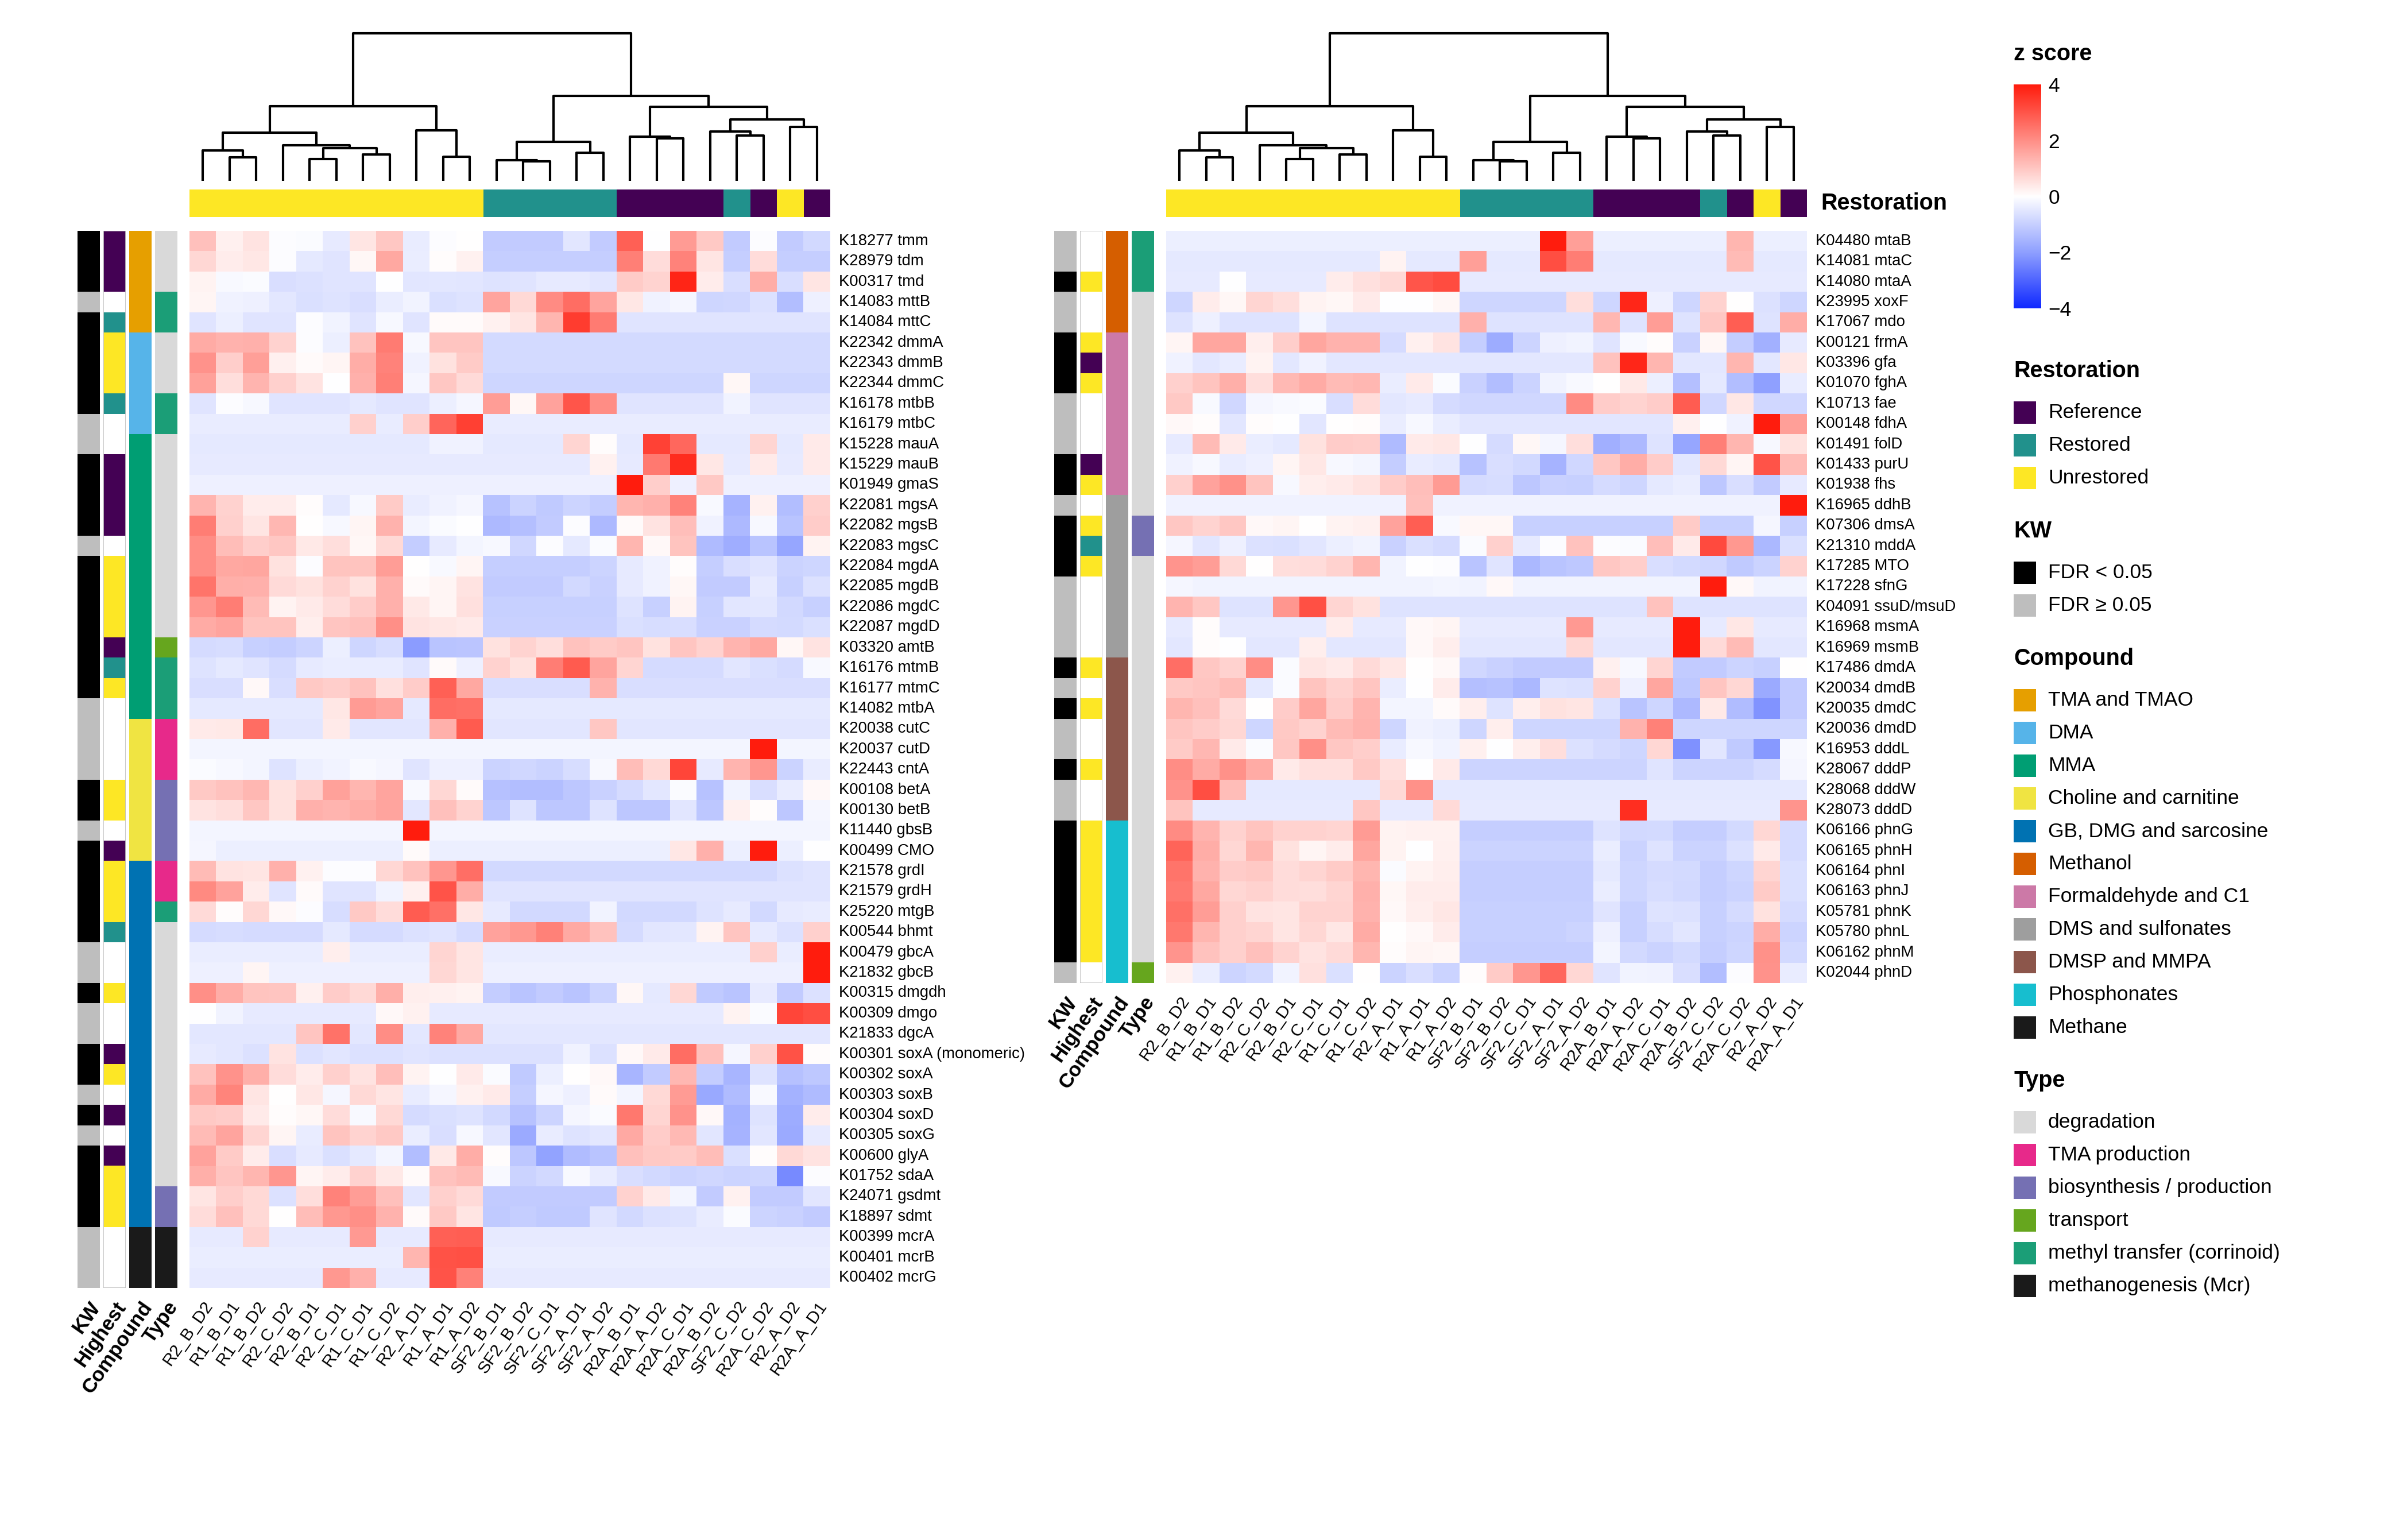 Restoration
K18277 tmm
K28979 tdm
K00317 tmd
K14083 mttB
K14084 mttC
K22342 dmmA
K22343 dmmB
K22344 dmmC
K16178 mtbB
K16179 mtbC
K15228 mauA
K15229 mauB
K01949 gmaS
K22081 mgsA
K22082 mgsB
K22083 mgsC
K22084 mgdA
K22085 mgdB
K22086 mgdC
K22087 mgdD
K03320 amtB
K16176 mtmB
K16177 mtmC
K14082 mtbA
K20038 cutC
K20037 cutD
K22443 cntA
K00108 betA
K00130 betB
K11440 gbsB
K00499 CMO
K21578 grdI
K21579 grdH
K25220 mtgB
K00544 bhmt
K00479 gbcA
K21832 gbcB
K00315 dmgdh
K00309 dmgo
K21833 dgcA
K00301 soxA (monomeric)
K00302 soxA
K00303 soxB
K00304 soxD
K00305 soxG
K00600 glyA
K01752 sdaA
K24071 gsdmt
K18897 sdmt
K00399 mcrA
K00401 mcrB
K00402 mcrG
KW
Highest
Compound
Type
R2_B_D2
R1_B_D1
R1_B_D2
R2_C_D2
R2_B_D1
R2_C_D1
R1_C_D1
R1_C_D2
R2_A_D1
R1_A_D1
R1_A_D2
SF2_B_D1
SF2_B_D2
SF2_C_D1
SF2_A_D1
SF2_A_D2
R2A_B_D1
R2A_A_D2
R2A_C_D1
R2A_B_D2
SF2_C_D2
R2A_C_D2
R2_A_D2
R2A_A_D1
K04480 mtaB
K14081 mtaC
K14080 mtaA
K23995 xoxF
K17067 mdo
K00121 frmA
K03396 gfa
K01070 fghA
K10713 fae
K00148 fdhA
K01491 folD
K01433 purU
K01938 fhs
K16965 ddhB
K07306 dmsA
K21310 mddA
K17285 MTO
K17228 sfnG
K04091 ssuD/msuD
K16968 msmA
K16969 msmB
K17486 dmdA
K20034 dmdB
K20035 dmdC
K20036 dmdD
K16953 dddL
K28067 dddP
K28068 dddW
K28073 dddD
K06166 phnG
K06165 phnH
K06164 phnI
K06163 phnJ
K05781 phnK
K05780 phnL
K06162 phnM
K02044 phnD
KW
Highest
Compound
Type
R2_B_D2
R1_B_D1
R1_B_D2
R2_C_D2
R2_B_D1
R2_C_D1
R1_C_D1
R1_C_D2
R2_A_D1
R1_A_D1
R1_A_D2
SF2_B_D1
SF2_B_D2
SF2_C_D1
SF2_A_D1
SF2_A_D2
R2A_B_D1
R2A_A_D2
R2A_C_D1
R2A_B_D2
SF2_C_D2
R2A_C_D2
R2_A_D2
R2A_A_D1
z score
4
2
0
−2
−4
Restoration
Reference
Restored
Unrestored
KW
FDR < 0.05
FDR ≥ 0.05
Compound
TMA and TMAO
DMA
MMA
Choline and carnitine
GB, DMG and sarcosine
Methanol
Formaldehyde and C1
DMS and sulfonates
DMSP and MMPA
Phosphonates
Methane
Type
degradation
TMA production
biosynthesis / production
transport
methyl transfer (corrinoid)
methanogenesis (Mcr)